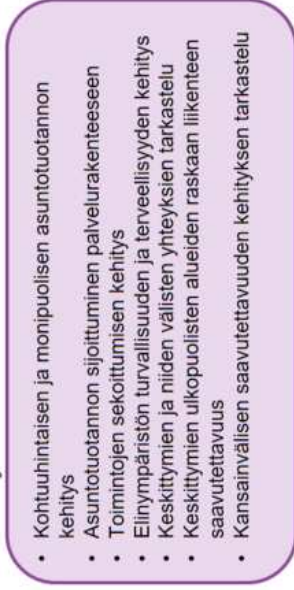 • Kohtuuhintaisen ja monipuolisen asuntotuotannon
kehitys
• Asuntotuotannon sijoittuminen palvelurakenteeseen
• Toimintojen sekoittumisen kehitys
• Elinympäristön turvallisuuden ja terveellisyyden kehitys
• Keskittymien ja niiden välisten yhteyksien tarkastelu
• Keskittymien ulkopuolisten alueiden raskaan liikenteen
saavutettavuus
• Kansainvälisen saavutettavuuden kehityksen tarkastelu